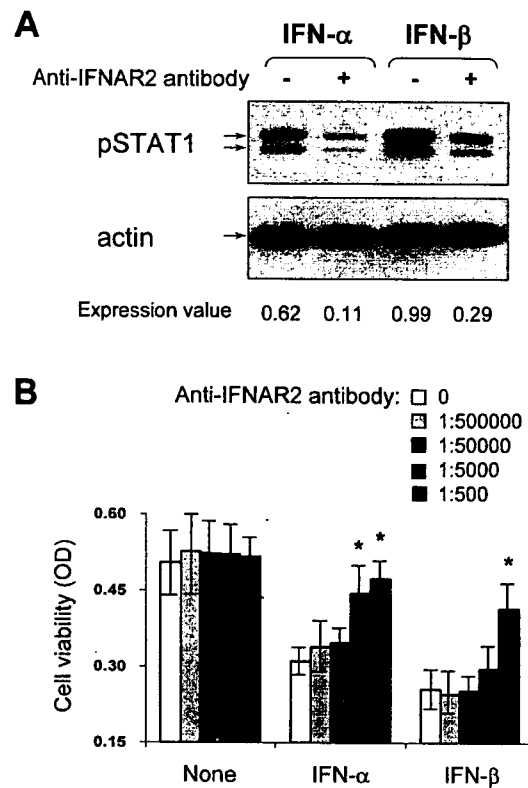 A
IFN-α IFN-β
Anti-IFNAR2 antibody - + - +
pSTAT1
actin
Expression value 0.62 0.11 0.99 0.29
B
Anti-IFNAR2 antibody: 0
1:500000
1:50000
1:5000
1:500
Cell viability (OD)
0.60
0.45
0.30
0.15
* * *
None IFN-α IFN-β